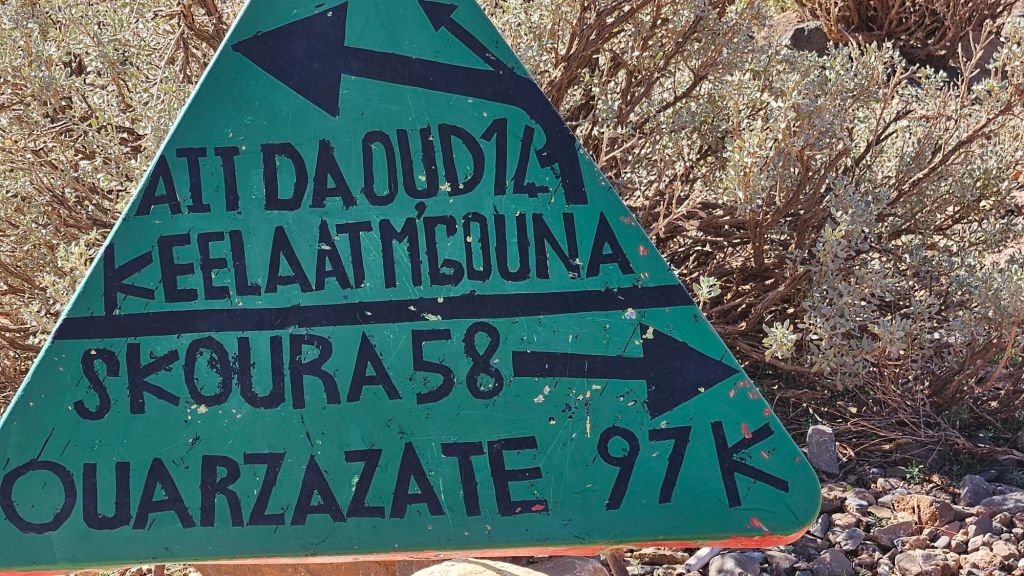 AIT DAOUD 14
KEELAAT M'GOUNA
SKOURA 58
OUARZAZATE 97 K